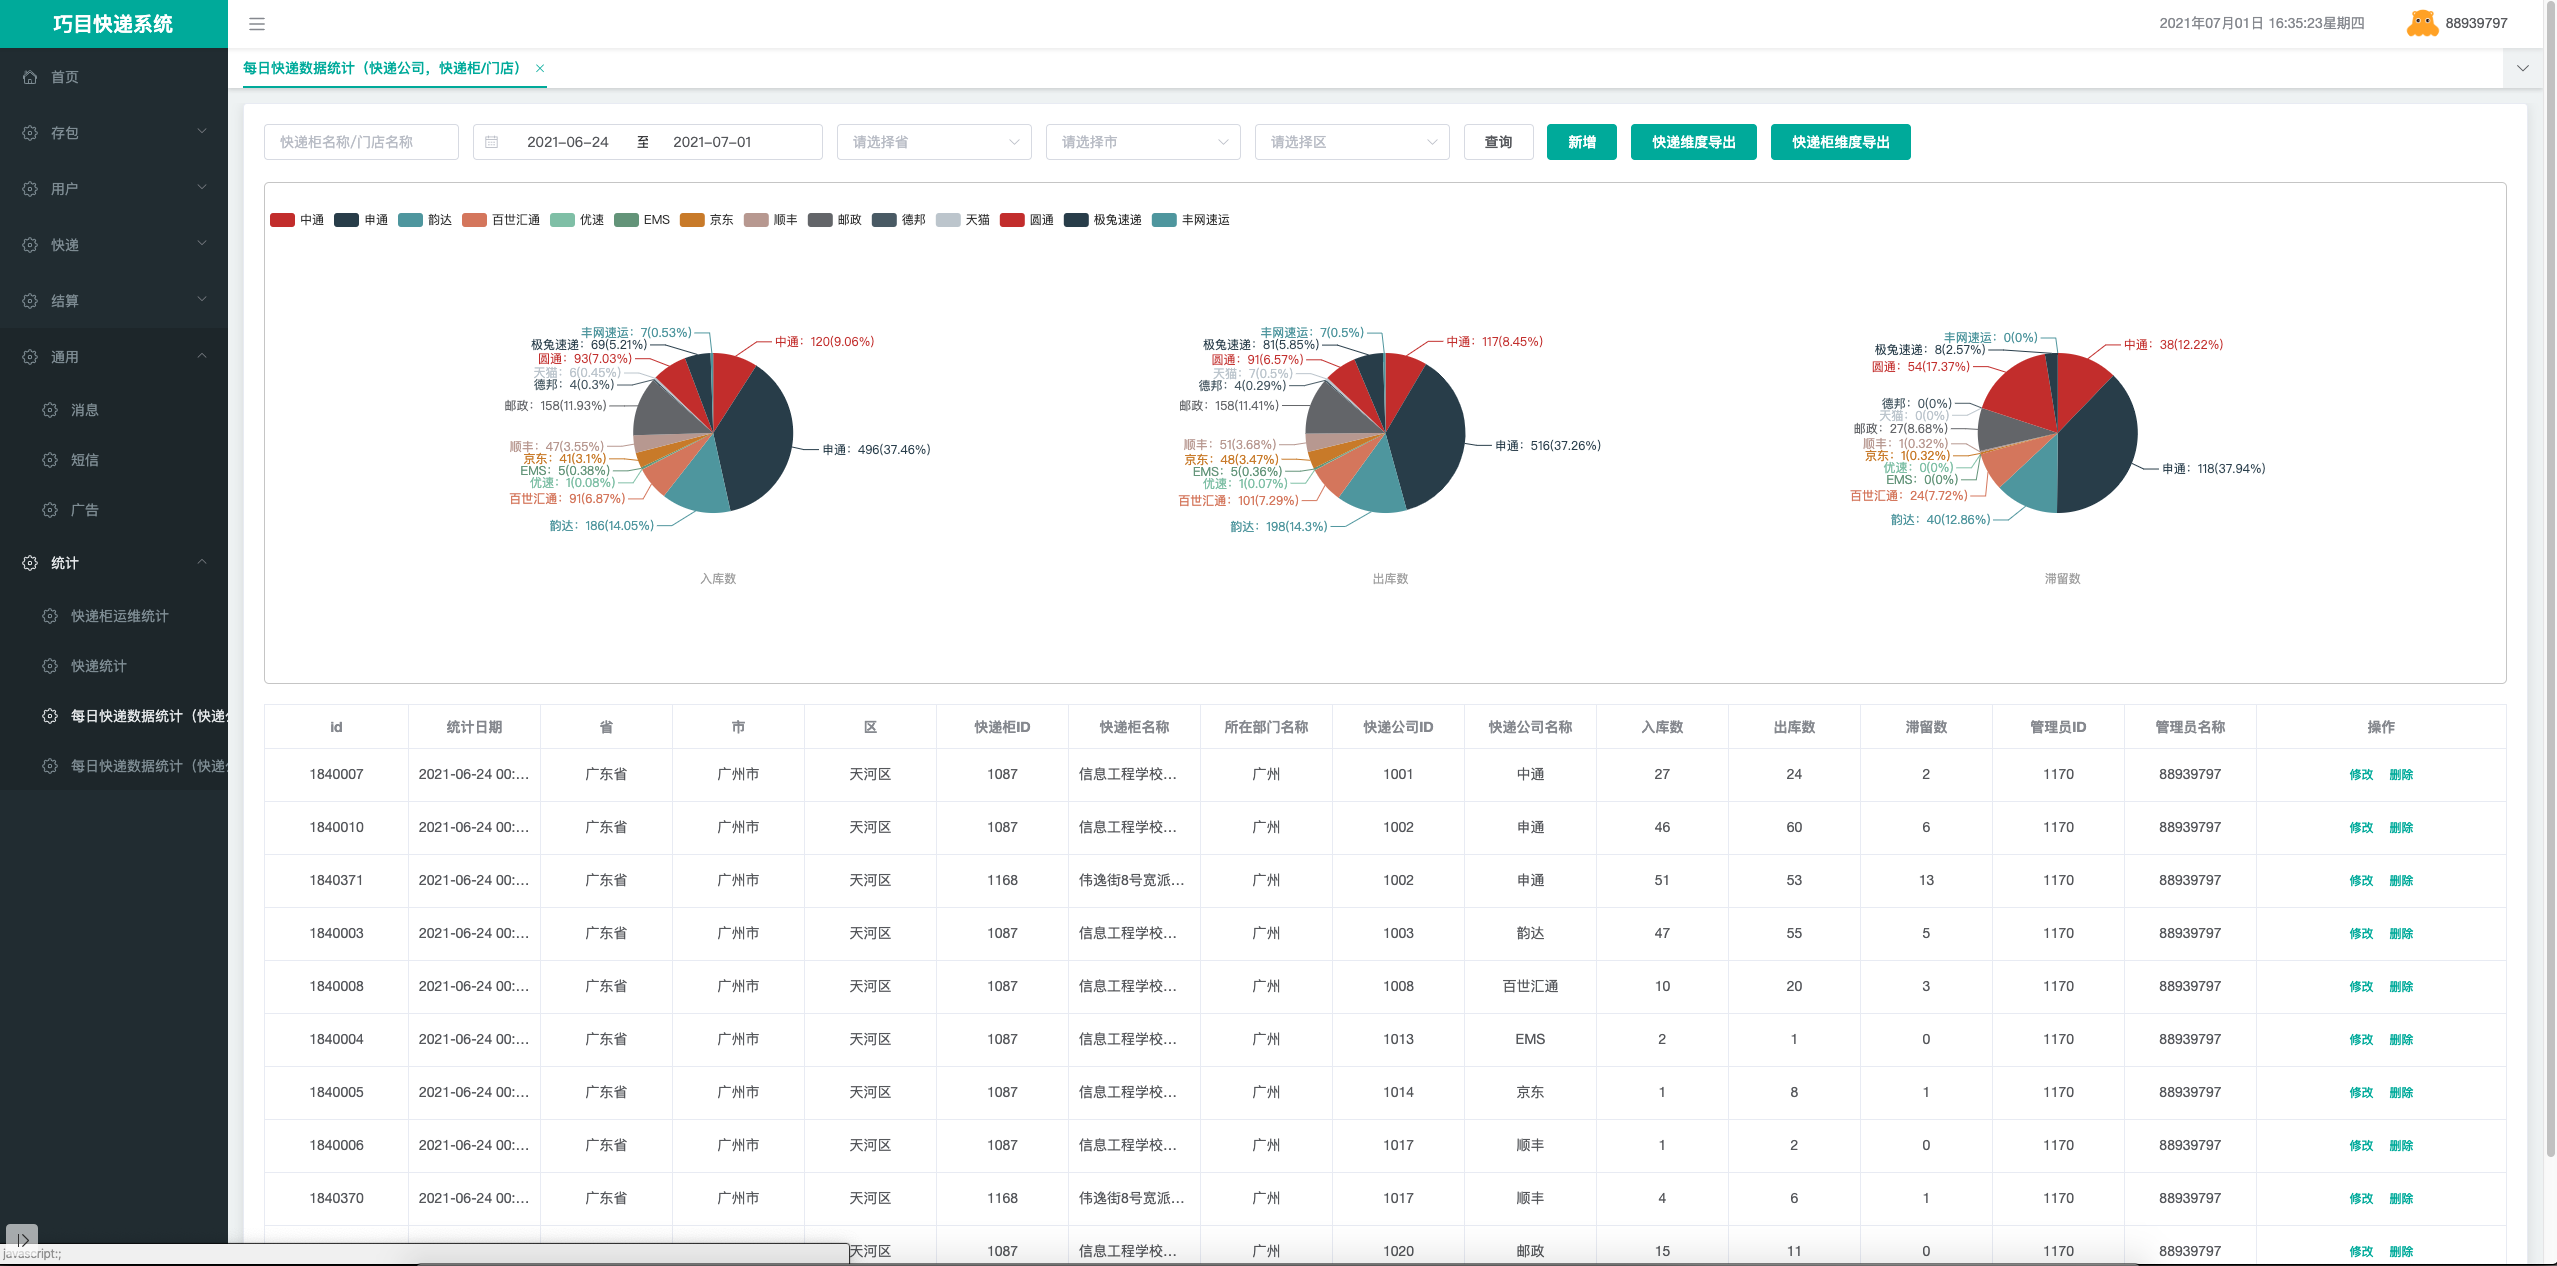 巧目快递系统
2021年07月01日 16:35:23星期四
88939797
首页
存包
用户
快递
结算
通用
消息
短信
广告
统计
快递柜运维统计
快递统计
每日快递数据统计（快递公
每日快递数据统计（快递公
javascript:;
每日快递数据统计（快递公司，快递柜/门店） ×
快递柜名称/门店名称 2021-06-24 至 2021-07-01 请选择省 请选择市 请选择区 查询 新增 快递维度导出 快递柜维度导出
中通 申通 韵达 百世汇通 优速 EMS 京东 顺丰 邮政 德邦 天猫 圆通 极兔速递 丰网速运
丰网速运：7(0.53%)
中通：120(9.06%)
极兔速递：69(5.21%)
圆通：93(7.03%)
天猫：6(0.45%)
德邦：4(0.3%)
邮政：158(11.93%)
顺丰：47(3.55%)
申通：496(37.46%)
京东：41(3.1%)
EMS：5(0.38%)
优速：1(0.08%)
百世汇通：91(6.87%)
韵达：186(14.05%)
入库数
丰网速运：7(0.5%)
中通：117(8.45%)
极兔速递：81(5.85%)
圆通：91(6.57%)
天猫：7(0.5%)
德邦：4(0.29%)
邮政：158(11.41%)
顺丰：51(3.68%)
申通：516(37.26%)
京东：48(3.47%)
EMS：5(0.36%)
优速：1(0.07%)
百世汇通：101(7.29%)
韵达：198(14.3%)
出库数
丰网速运：0(0%)
中通：38(12.22%)
极兔速递：8(2.57%)
圆通：54(17.37%)
德邦：0(0%)
天猫：0(0%)
邮政：27(8.68%)
顺丰：1(0.32%)
京东：1(0.32%)
优速：0(0%)
申通：118(37.94%)
EMS：0(0%)
百世汇通：24(7.72%)
韵达：40(12.86%)
滞留数
id 统计日期 省 市 区 快递柜ID 快递柜名称 所在部门名称 快递公司ID 快递公司名称 入库数 出库数 滞留数 管理员ID 管理员名称 操作
1840007 2021-06-24 00:... 广东省 广州市 天河区 1087 信息工程学校... 广州 1001 中通 27 24 2 1170 88939797 修改 删除
1840010 2021-06-24 00:... 广东省 广州市 天河区 1087 信息工程学校... 广州 1002 申通 46 60 6 1170 88939797 修改 删除
1840371 2021-06-24 00:... 广东省 广州市 天河区 1168 伟逸街8号宽派... 广州 1002 申通 51 53 13 1170 88939797 修改 删除
1840003 2021-06-24 00:... 广东省 广州市 天河区 1087 信息工程学校... 广州 1003 韵达 47 55 5 1170 88939797 修改 删除
1840008 2021-06-24 00:... 广东省 广州市 天河区 1087 信息工程学校... 广州 1008 百世汇通 10 20 3 1170 88939797 修改 删除
1840004 2021-06-24 00:... 广东省 广州市 天河区 1087 信息工程学校... 广州 1013 EMS 2 1 0 1170 88939797 修改 删除
1840005 2021-06-24 00:... 广东省 广州市 天河区 1087 信息工程学校... 广州 1014 京东 1 8 1 1170 88939797 修改 删除
1840006 2021-06-24 00:... 广东省 广州市 天河区 1087 信息工程学校... 广州 1017 顺丰 1 2 0 1170 88939797 修改 删除
1840370 2021-06-24 00:... 广东省 广州市 天河区 1168 伟逸街8号宽派... 广州 1017 顺丰 4 6 1 1170 88939797 修改 删除
天河区 1087 信息工程学校... 广州 1020 邮政 15 11 0 1170 88939797 修改 删除